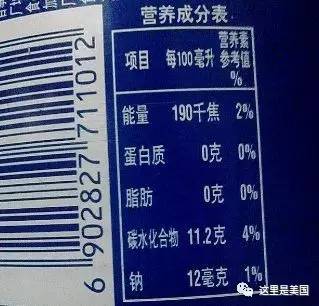 营养成分表
项目 每100毫升 营养素参考值%
能量 190千焦 2%
蛋白质 0克 0%
脂肪 0克 0%
碳水化合物 11.2克 4%
钠 12毫克 1%
6 902827 711012
这里是美国